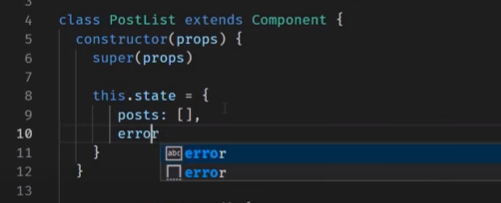 4 class PostList extends Component {
5 constructor(props) {
6 super(props)
7
8 this.state = {
9 posts: [],
10 error
11 }
error
12 }
error
13